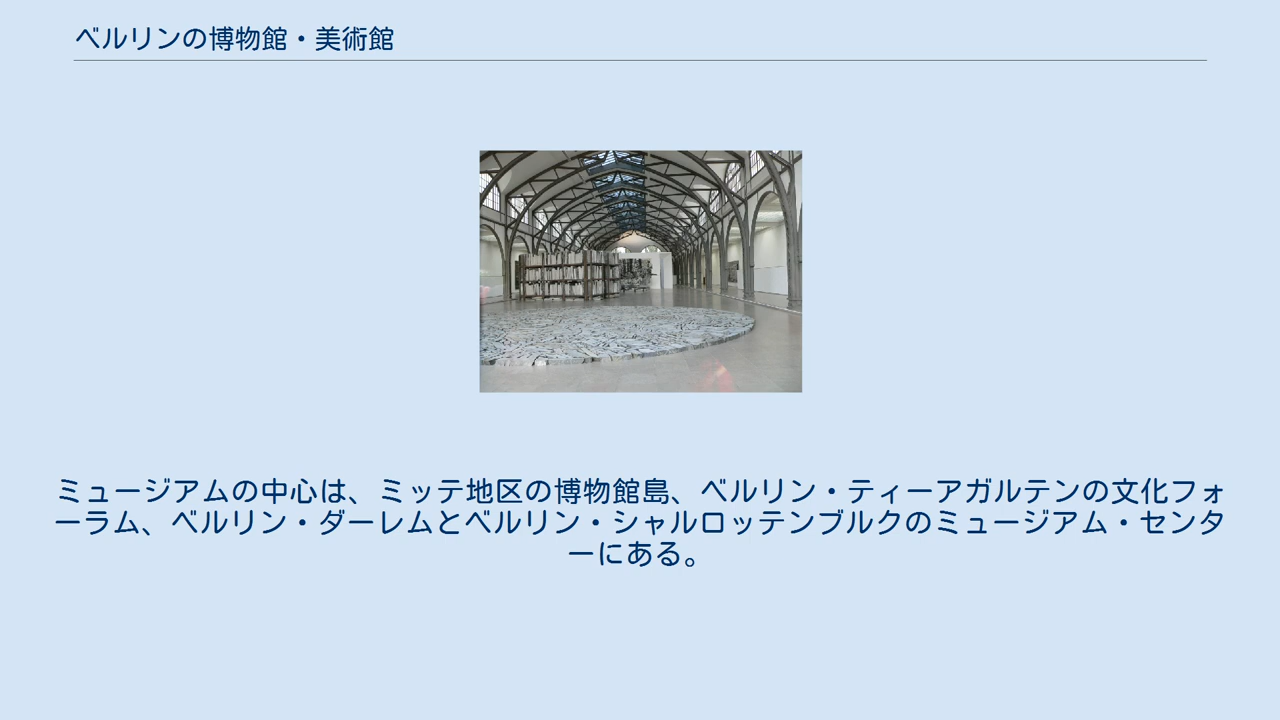 ベルリンの博物館・美術館
ミュージアムの中心は、ミッテ地区の博物館島、ベルリン・ティーアガルテンの文化フォ
ーラム、ベルリン・ダーレムとベルリン・シャルロッテンブルクのミュージアム・センタ
ーにある。